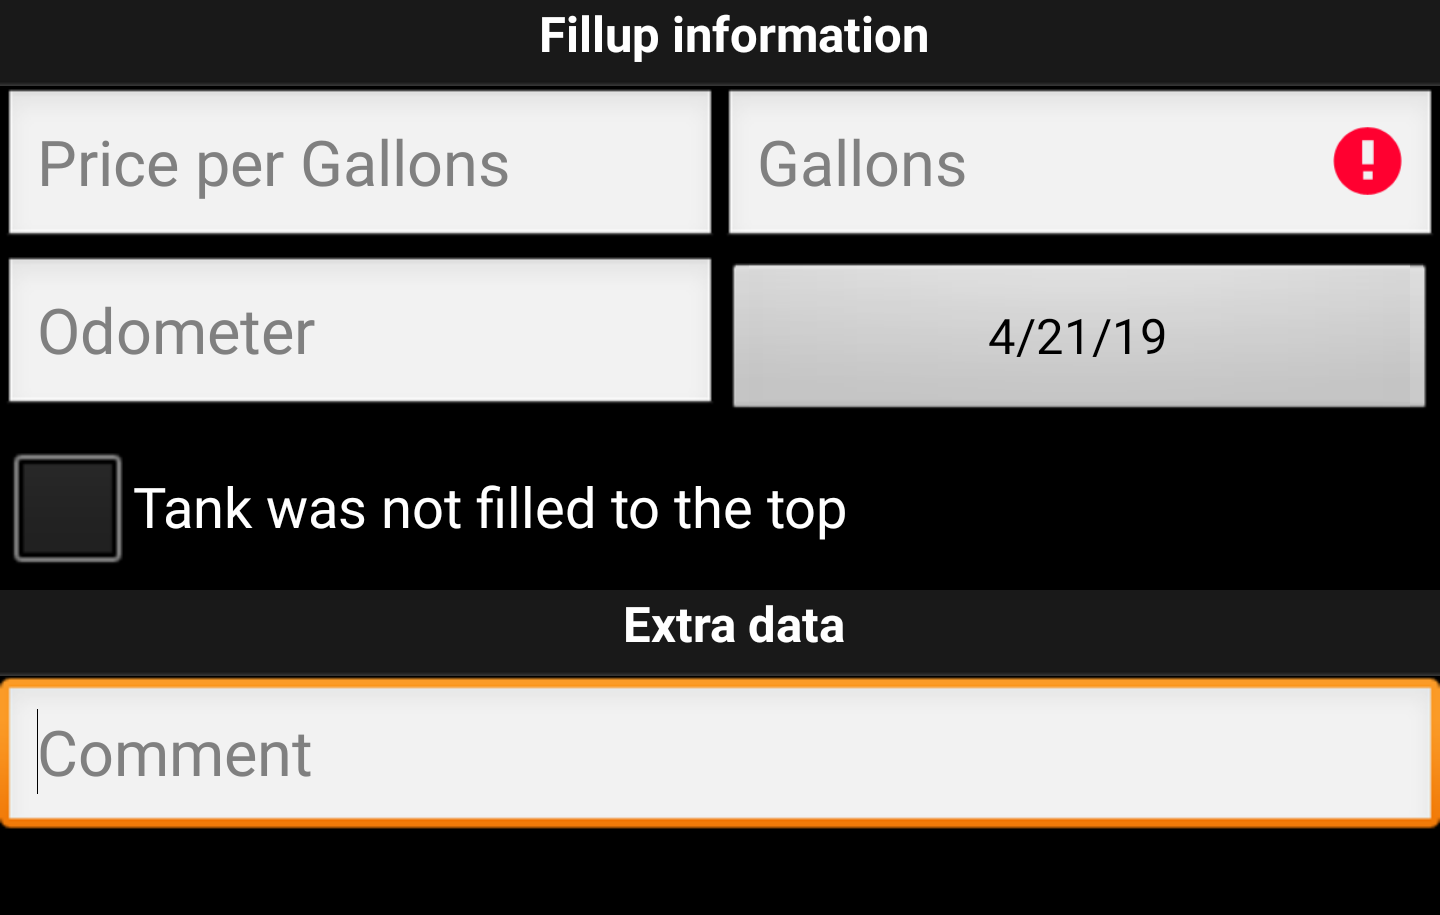 Fillup information
Price per Gallons
Gallons
Odometer
4/21/19
Tank was not filled to the top
Extra data
Comment